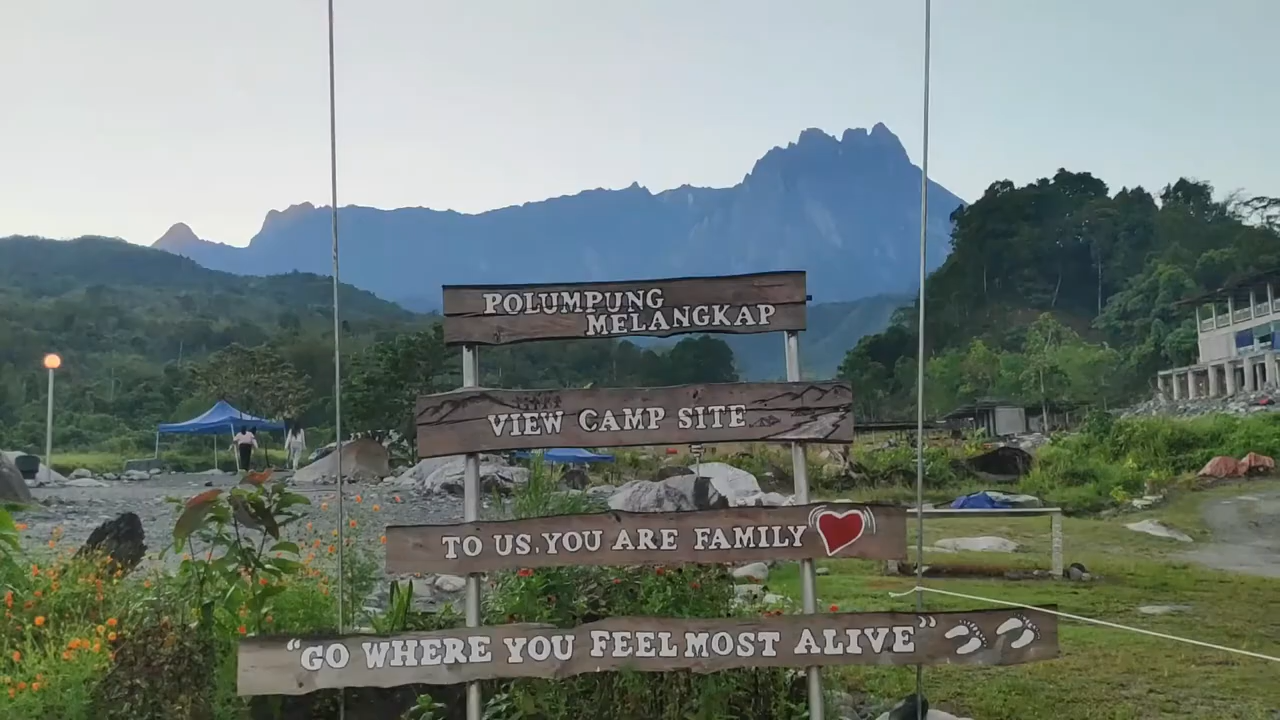 POLUMPUNG
MELANGKAP
VIEW CAMP SITE
TO US.YOU ARE FAMILY
“GO WHERE YOU FEEL MOST ALIVE”